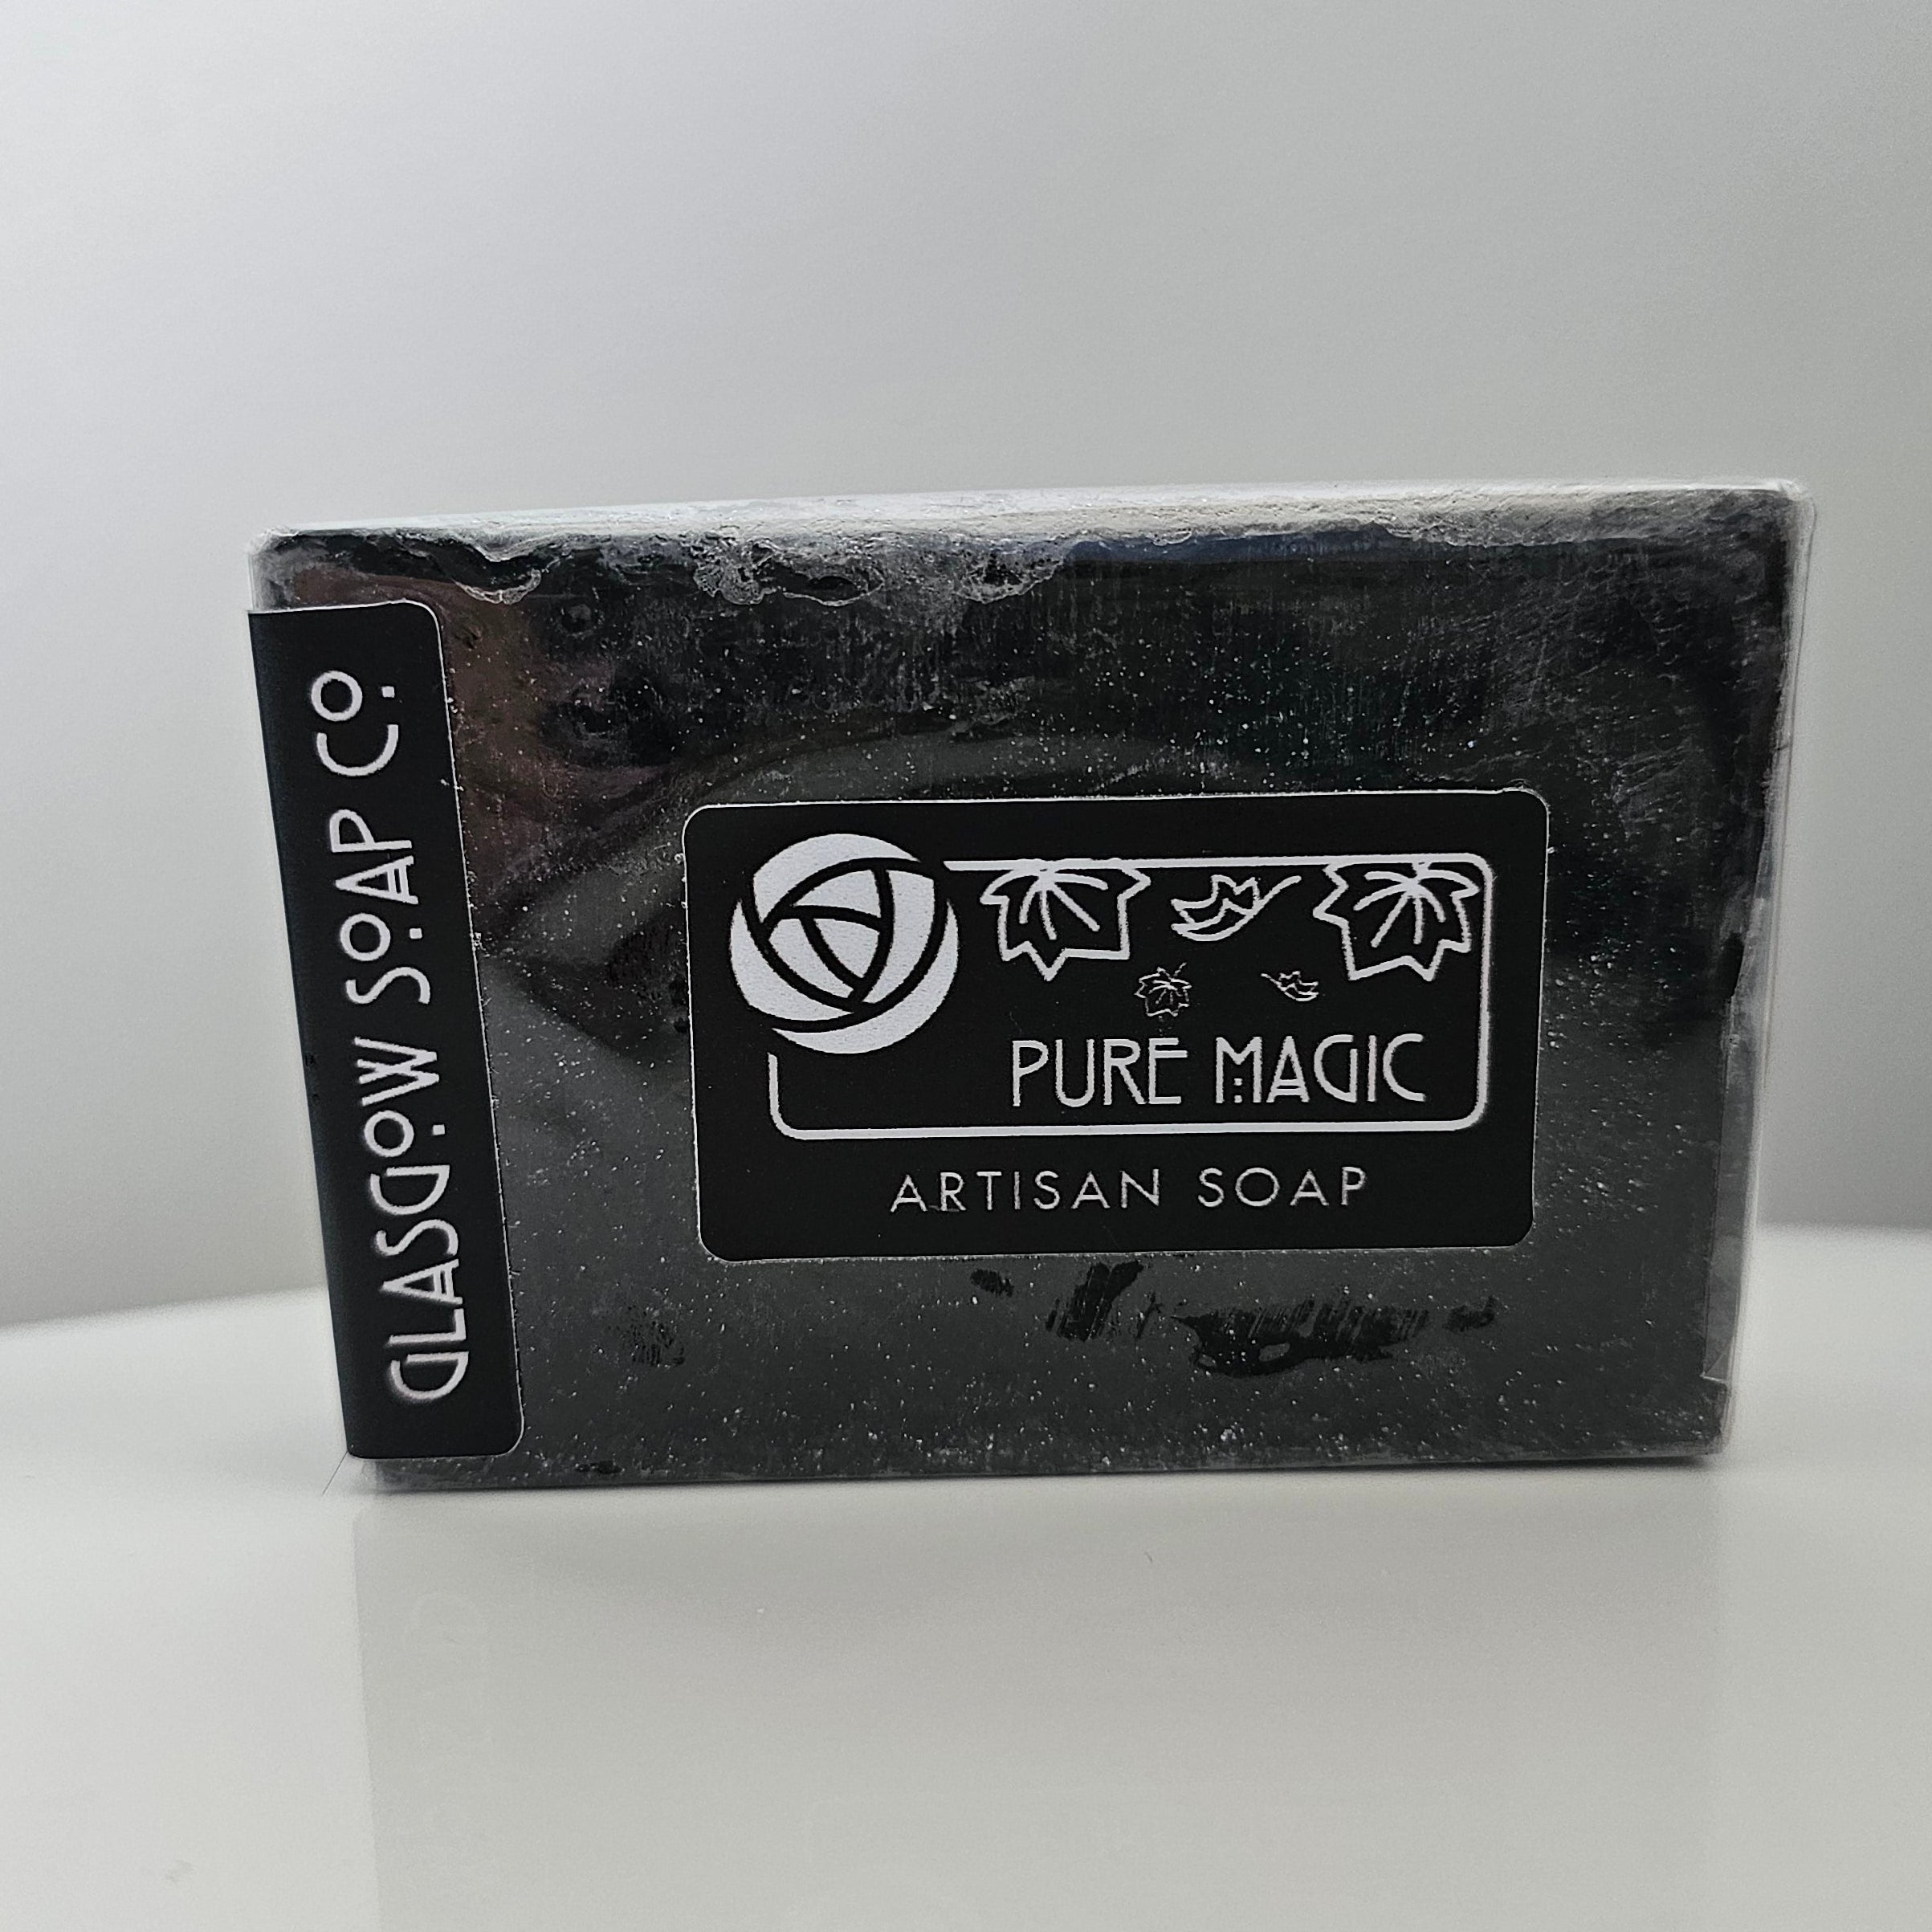 GLASGOW SOAP CO.
PURE MAGIC
ARTISAN SOAP